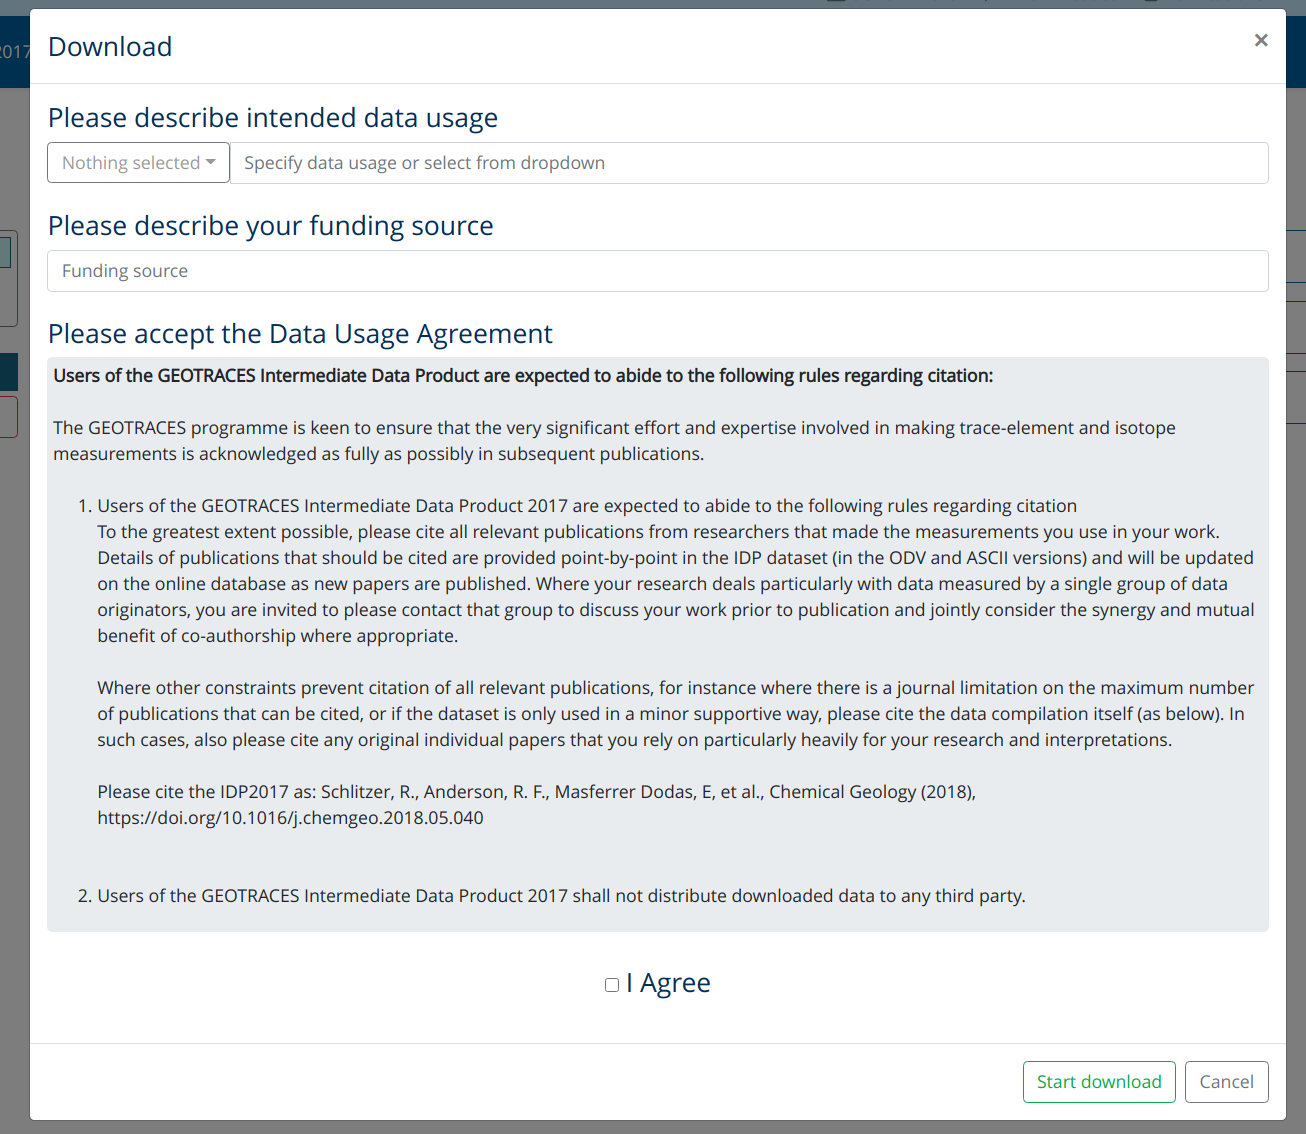 2017
Download
×
Please describe intended data usage
Nothing selected
Specify data usage or select from dropdown
Please describe your funding source
Funding source
Please accept the Data Usage Agreement
Users of the GEOTRACES Intermediate Data Product are expected to abide to the following rules regarding citation:
The GEOTRACES programme is keen to ensure that the very significant effort and expertise involved in making trace-element and isotope
measurements is acknowledged as fully as possibly in subsequent publications.
1. Users of the GEOTRACES Intermediate Data Product 2017 are expected to abide to the following rules regarding citation
To the greatest extent possible, please cite all relevant publications from researchers that made the measurements you use in your work.
Details of publications that should be cited are provided point-by-point in the IDP dataset (in the ODV and ASCII versions) and will be updated
on the online database as new papers are published. Where your research deals particularly with data measured by a single group of data
originators, you are invited to please contact that group to discuss your work prior to publication and jointly consider the synergy and mutual
benefit of co-authorship where appropriate.
Where other constraints prevent citation of all relevant publications, for instance where there is a journal limitation on the maximum number
of publications that can be cited, or if the dataset is only used in a minor supportive way, please cite the data compilation itself (as below). In
such cases, also please cite any original individual papers that you rely on particularly heavily for your research and interpretations.
Please cite the IDP2017 as: Schlitzer, R., Anderson, R. F., Masferrer Dodas, E, et al., Chemical Geology (2018),
https://doi.org/10.1016/j.chemgeo.2018.05.040
2. Users of the GEOTRACES Intermediate Data Product 2017 shall not distribute downloaded data to any third party.
I Agree
Start download
Cancel